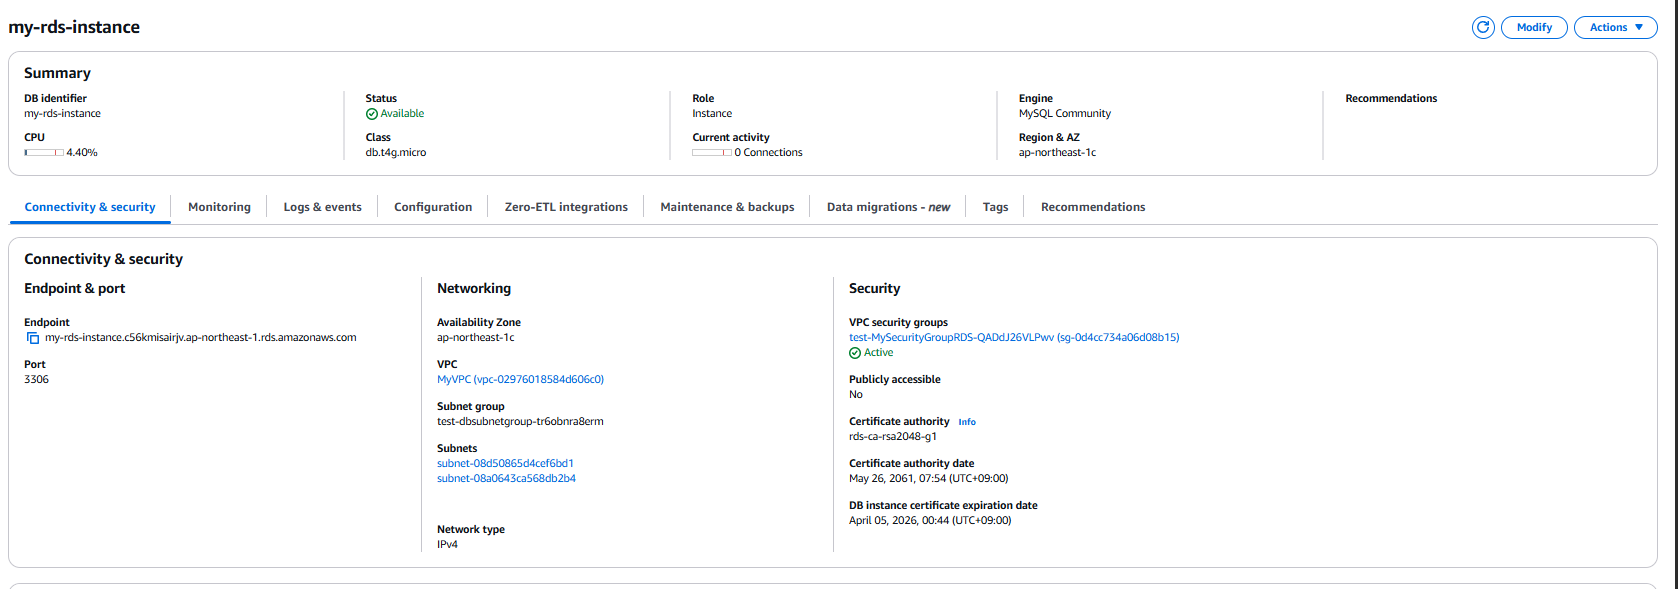 my-rds-instance
Modify
Actions
Summary
DB identifier
my-rds-instance
Status
Available
Role
Instance
Engine
MySQL Community
Recommendations
CPU
4.40%
Class
db.t4g.micro
Current activity
0 Connections
Region & AZ
ap-northeast-1c
Connectivity & security
Monitoring
Logs & events
Configuration
Zero-ETL integrations
Maintenance & backups
Data migrations - new
Tags
Recommendations
Connectivity & security
Endpoint & port
Endpoint
my-rds-instance.c56kmisairjv.ap-northeast-1.rds.amazonaws.com
Port
3306
Networking
Availability Zone
ap-northeast-1c
VPC
MyVPC (vpc-02976018584d606c0)
Subnet group
test-dbsubnetgroup-tr6obnra8erm
Subnets
subnet-08d50865d4cef6bd1
subnet-08a0643ca568db2b4
Network type
IPv4
Security
VPC security groups
test-MySecurityGroupRDS-QADdJ26VLPwv (sg-0d4cc734a06d08b15)
Active
Publicly accessible
No
Certificate authority Info
rds-ca-rsa2048-g1
Certificate authority date
May 26, 2061, 07:54 (UTC+09:00)
DB instance certificate expiration date
April 05, 2026, 00:44 (UTC+09:00)